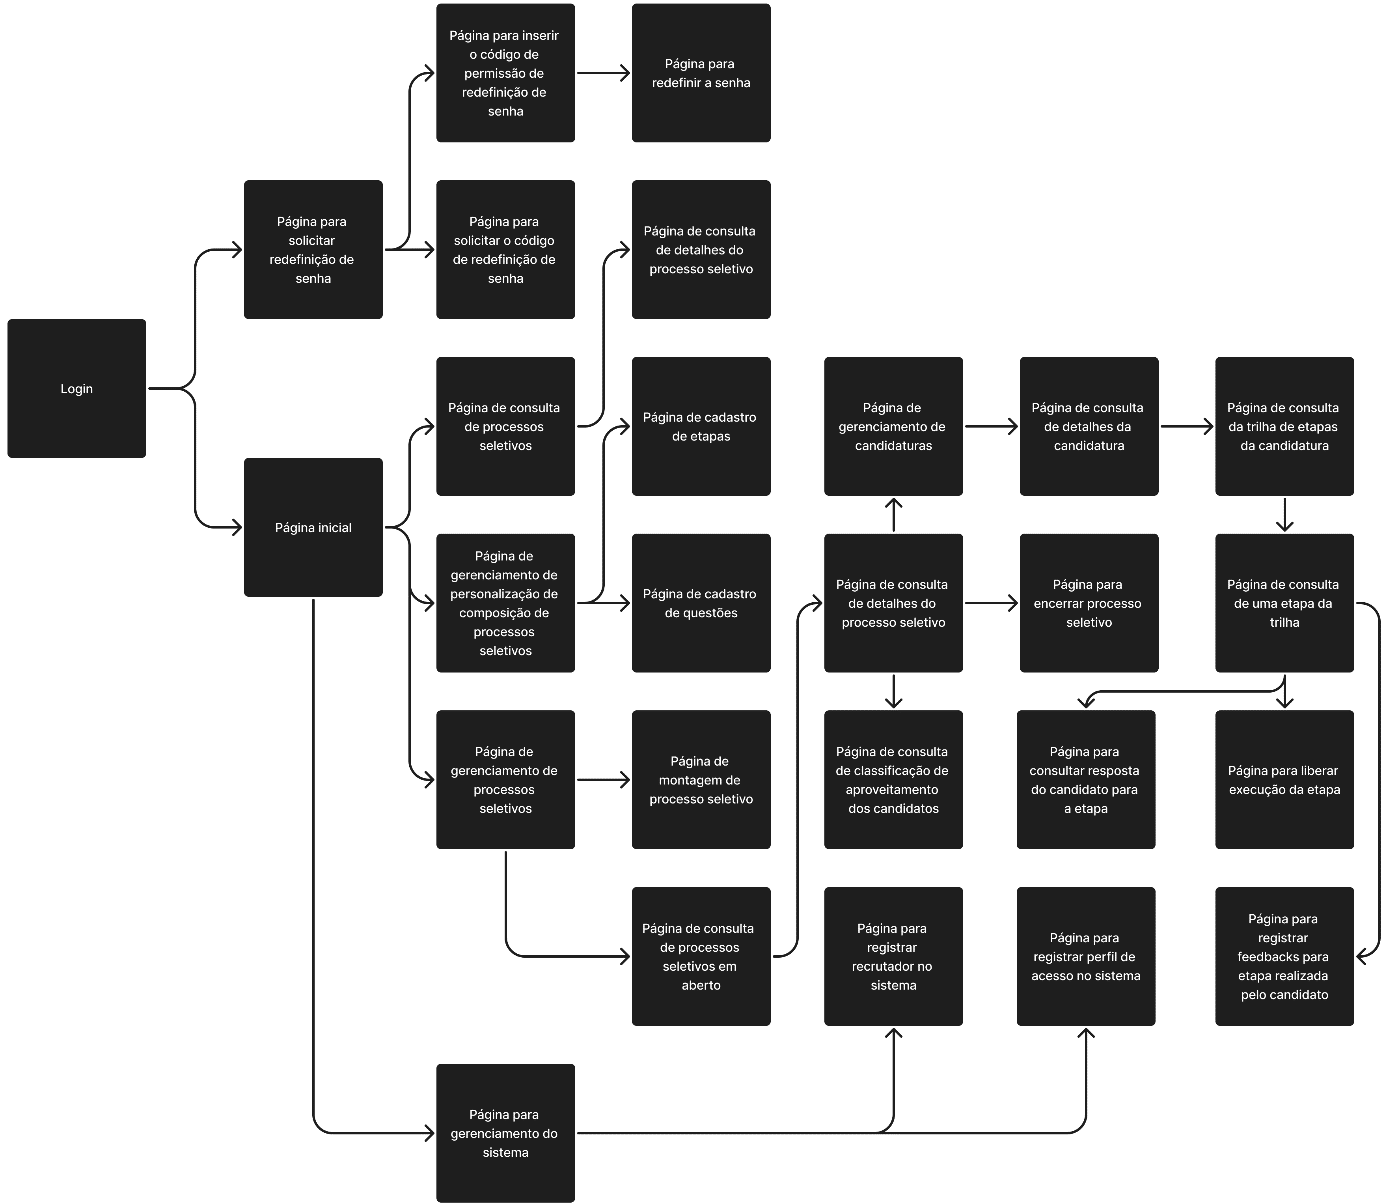 Página para inserir
o código de
permissão de
redefinição de
senha
Página para
redefinir a senha
Página para
solicitar
redefinição de
senha
Página para
solicitar o código
de redefinição de
senha
Página de consulta
de detalhes do
processo seletivo
Login
Página de consulta
de processos
seletivos
Página de cadastro
de etapas
Página de
gerenciamento de
candidaturas
Página de consulta
de detalhes da
candidatura
Página de consulta
da trilha de etapas
da candidatura
Página inicial
Página de
gerenciamento de
personalização de
composição de
processos
seletivos
Página de cadastro
de questões
Página de consulta
de detalhes do
processo seletivo
Página para
encerrar processo
seletivo
Página de consulta
de uma etapa da
trilha
Página de
gerenciamento de
processos
seletivos
Página de
montagem de
processo seletivo
Página de consulta
de classificação de
aproveitamento
dos candidatos
Página para
consultar resposta
do candidato para
a etapa
Página para liberar
execução da etapa
Página de consulta
de processos
seletivos em
aberto
Página para
registrar
recrutador no
sistema
Página para
registrar perfil de
acesso no sistema
Página para
registrar
feedbacks para
etapa realizada
pelo candidato
Página para
gerenciamento do
sistema